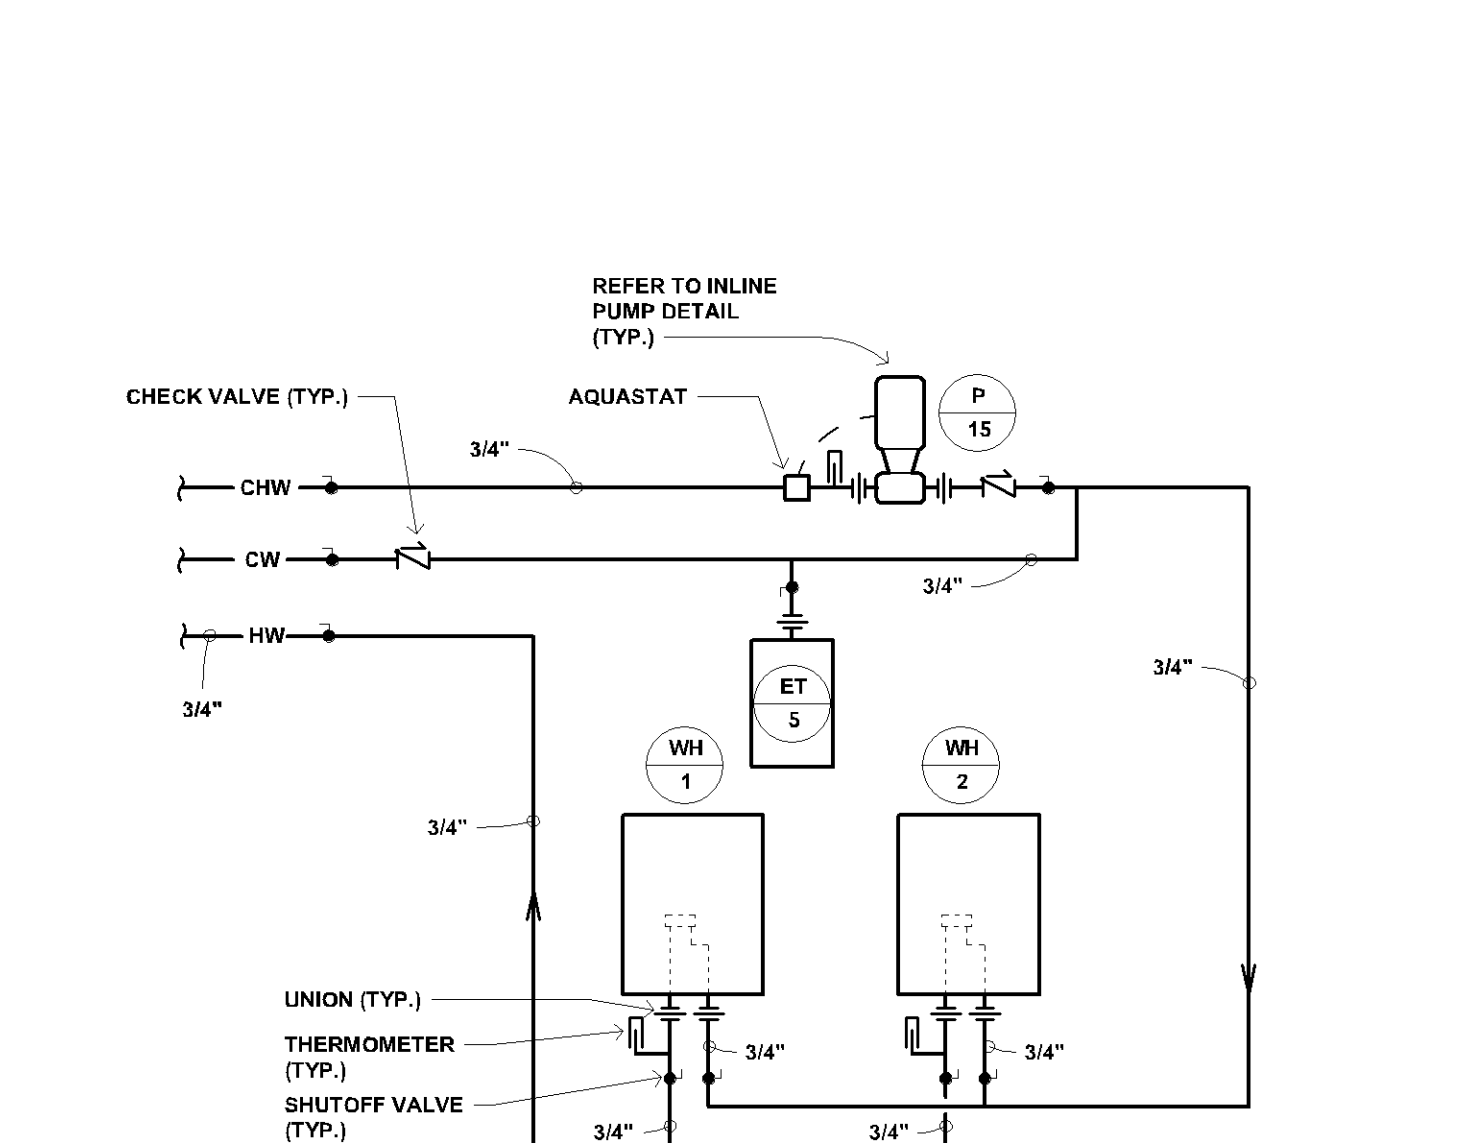 REFER TO INLINE
PUMP DETAIL
(TYP.)
CHECK VALVE (TYP.)
AQUASTAT
P
15
3/4"
CHW
CW
3/4"
HW
3/4"
3/4"
ET
5
WH
1
WH
2
3/4"
UNION (TYP.)
THERMOMETER
(TYP.)
3/4"
3/4"
SHUTOFF VALVE
(TYP.)
3/4"
3/4"